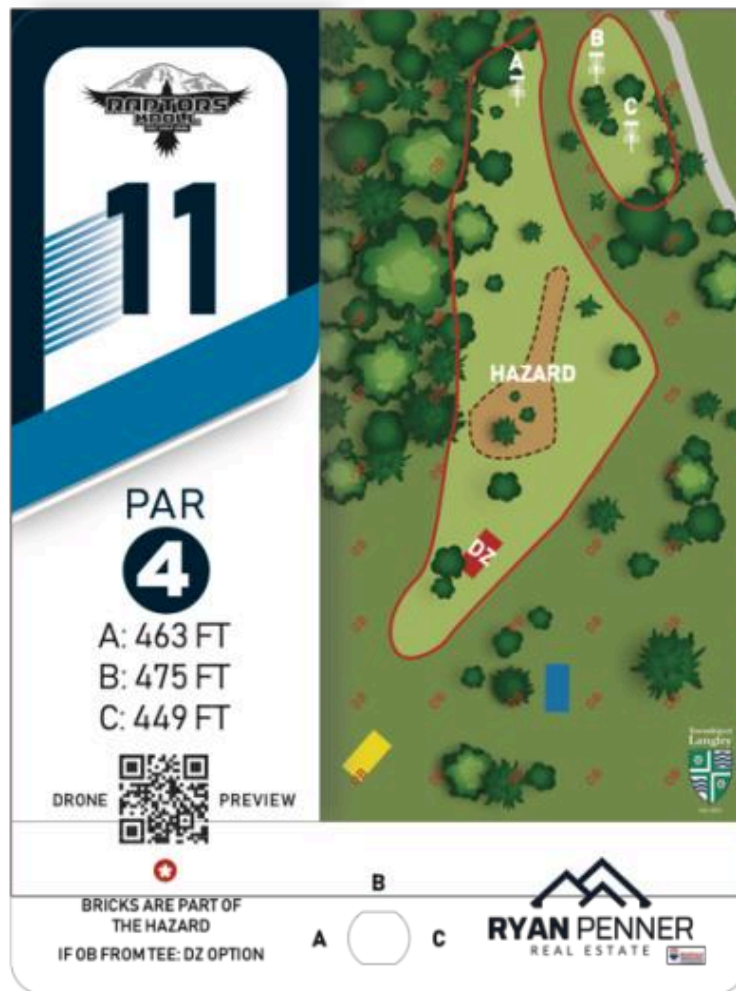 RAPTORS
KNOLL
11
PAR
4
A: 463 FT
B: 475 FT
C: 449 FT
DRONE
PREVIEW
BRICKS ARE PART OF
THE HAZARD
IF OB FROM TEE: DZ OPTION
A
B
C
HAZARD
DZ
Langley
B
A
C
RYAN PENNER
REAL ESTATE